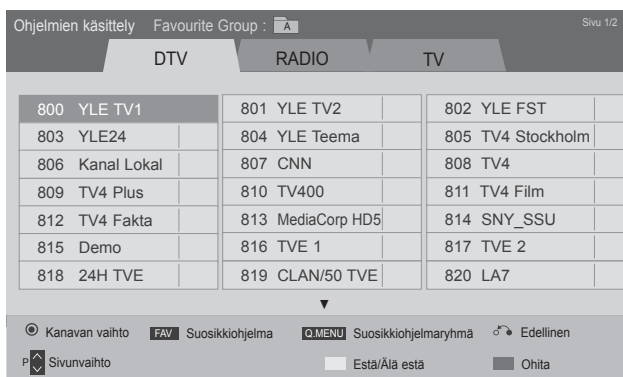 Ohjelmien käsittely Favourite Group : A Sivu 1/2
DTV RADIO TV
800 YLE TV1 801 YLE TV2 802 YLE FST
803 YLE24 804 YLE Teema 805 TV4 Stockholm
806 Kanal Lokal 807 CNN 808 TV4
809 TV4 Plus 810 TV400 811 TV4 Film
812 TV4 Fakta 813 MediaCorp HD5 814 SNY_SSU
815 Demo 816 TVE 1 817 TVE 2
818 24H TVE 819 CLAN/50 TVE 820 LA7
Kanavan vaihto FAV Suosikkiohjelma Q.MENU Suosikkiohjelmaryhmä Edellinen
P Sivunvaihto Estä/Älä estä Ohita